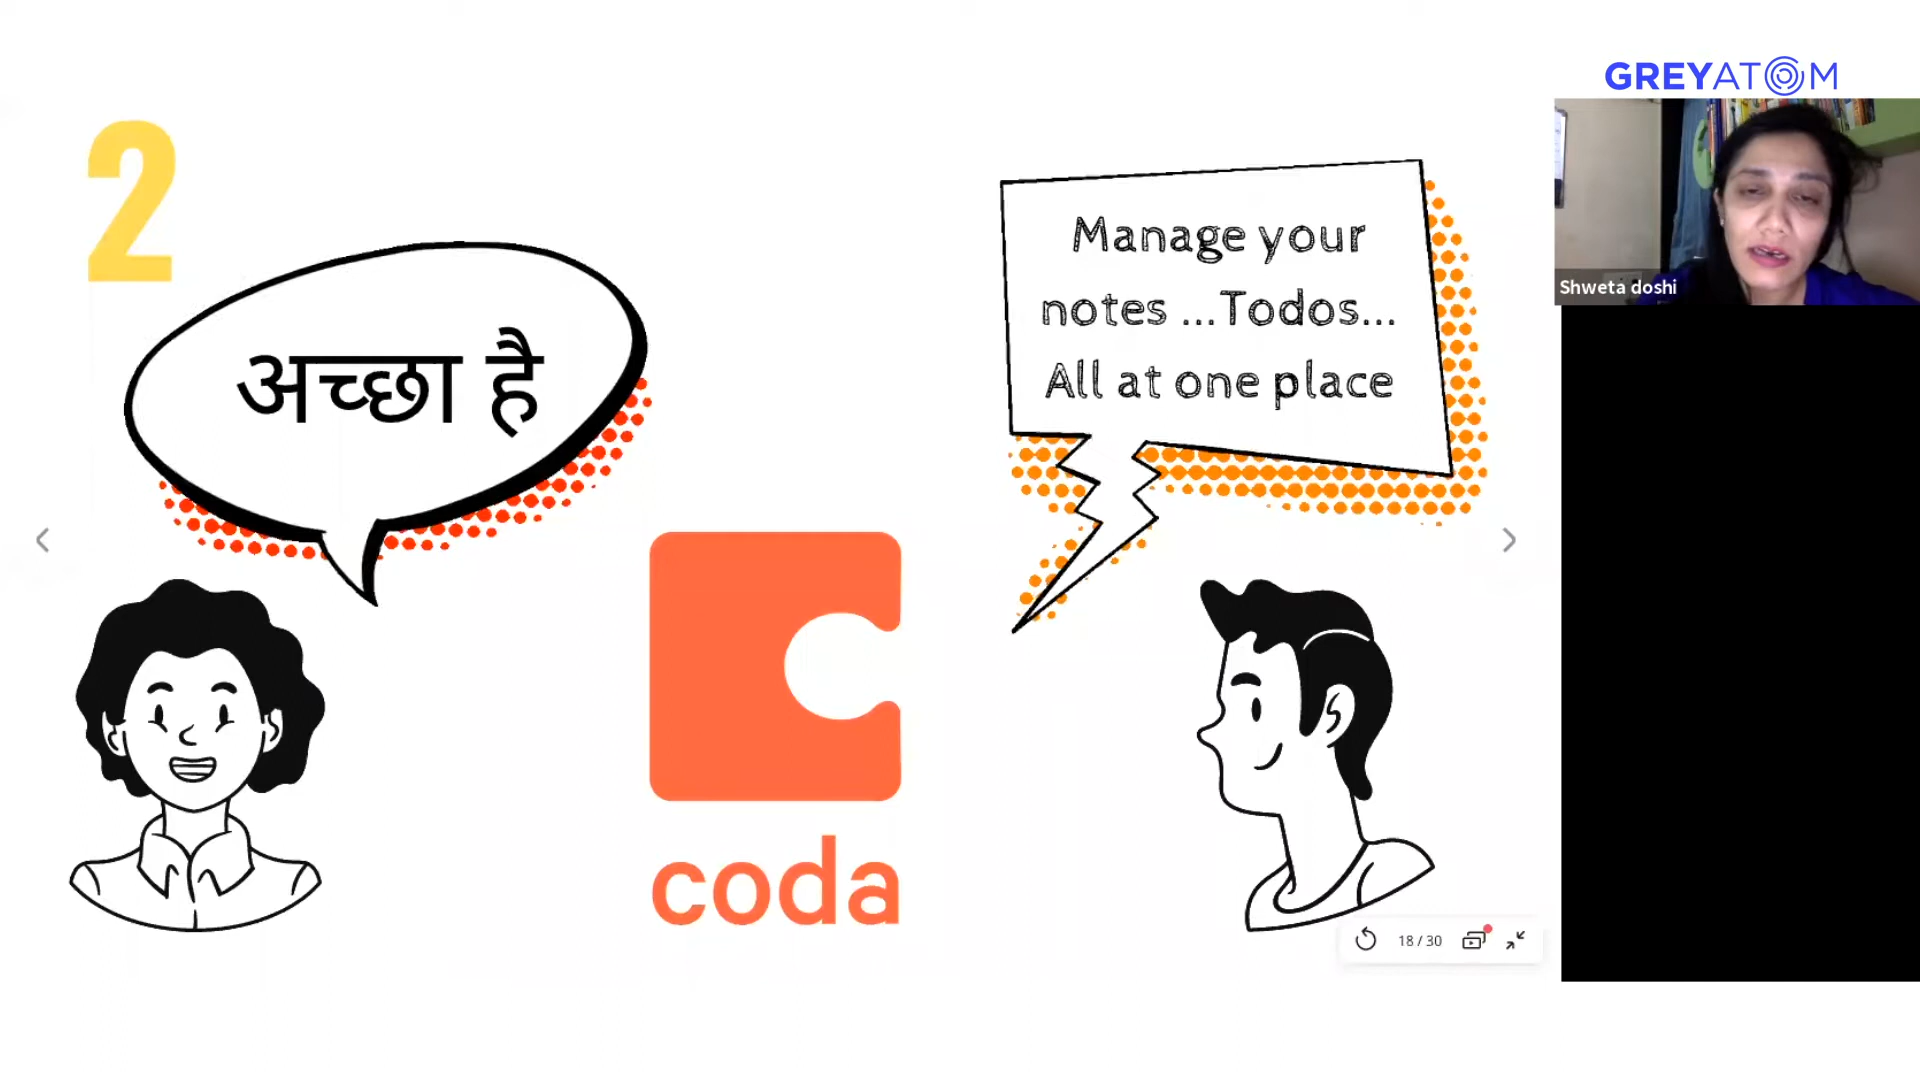 GREYATOM
2
अच्छा है
Manage your
notes ...Todos...
All at one place
Shweta doshi
coda
18 / 30